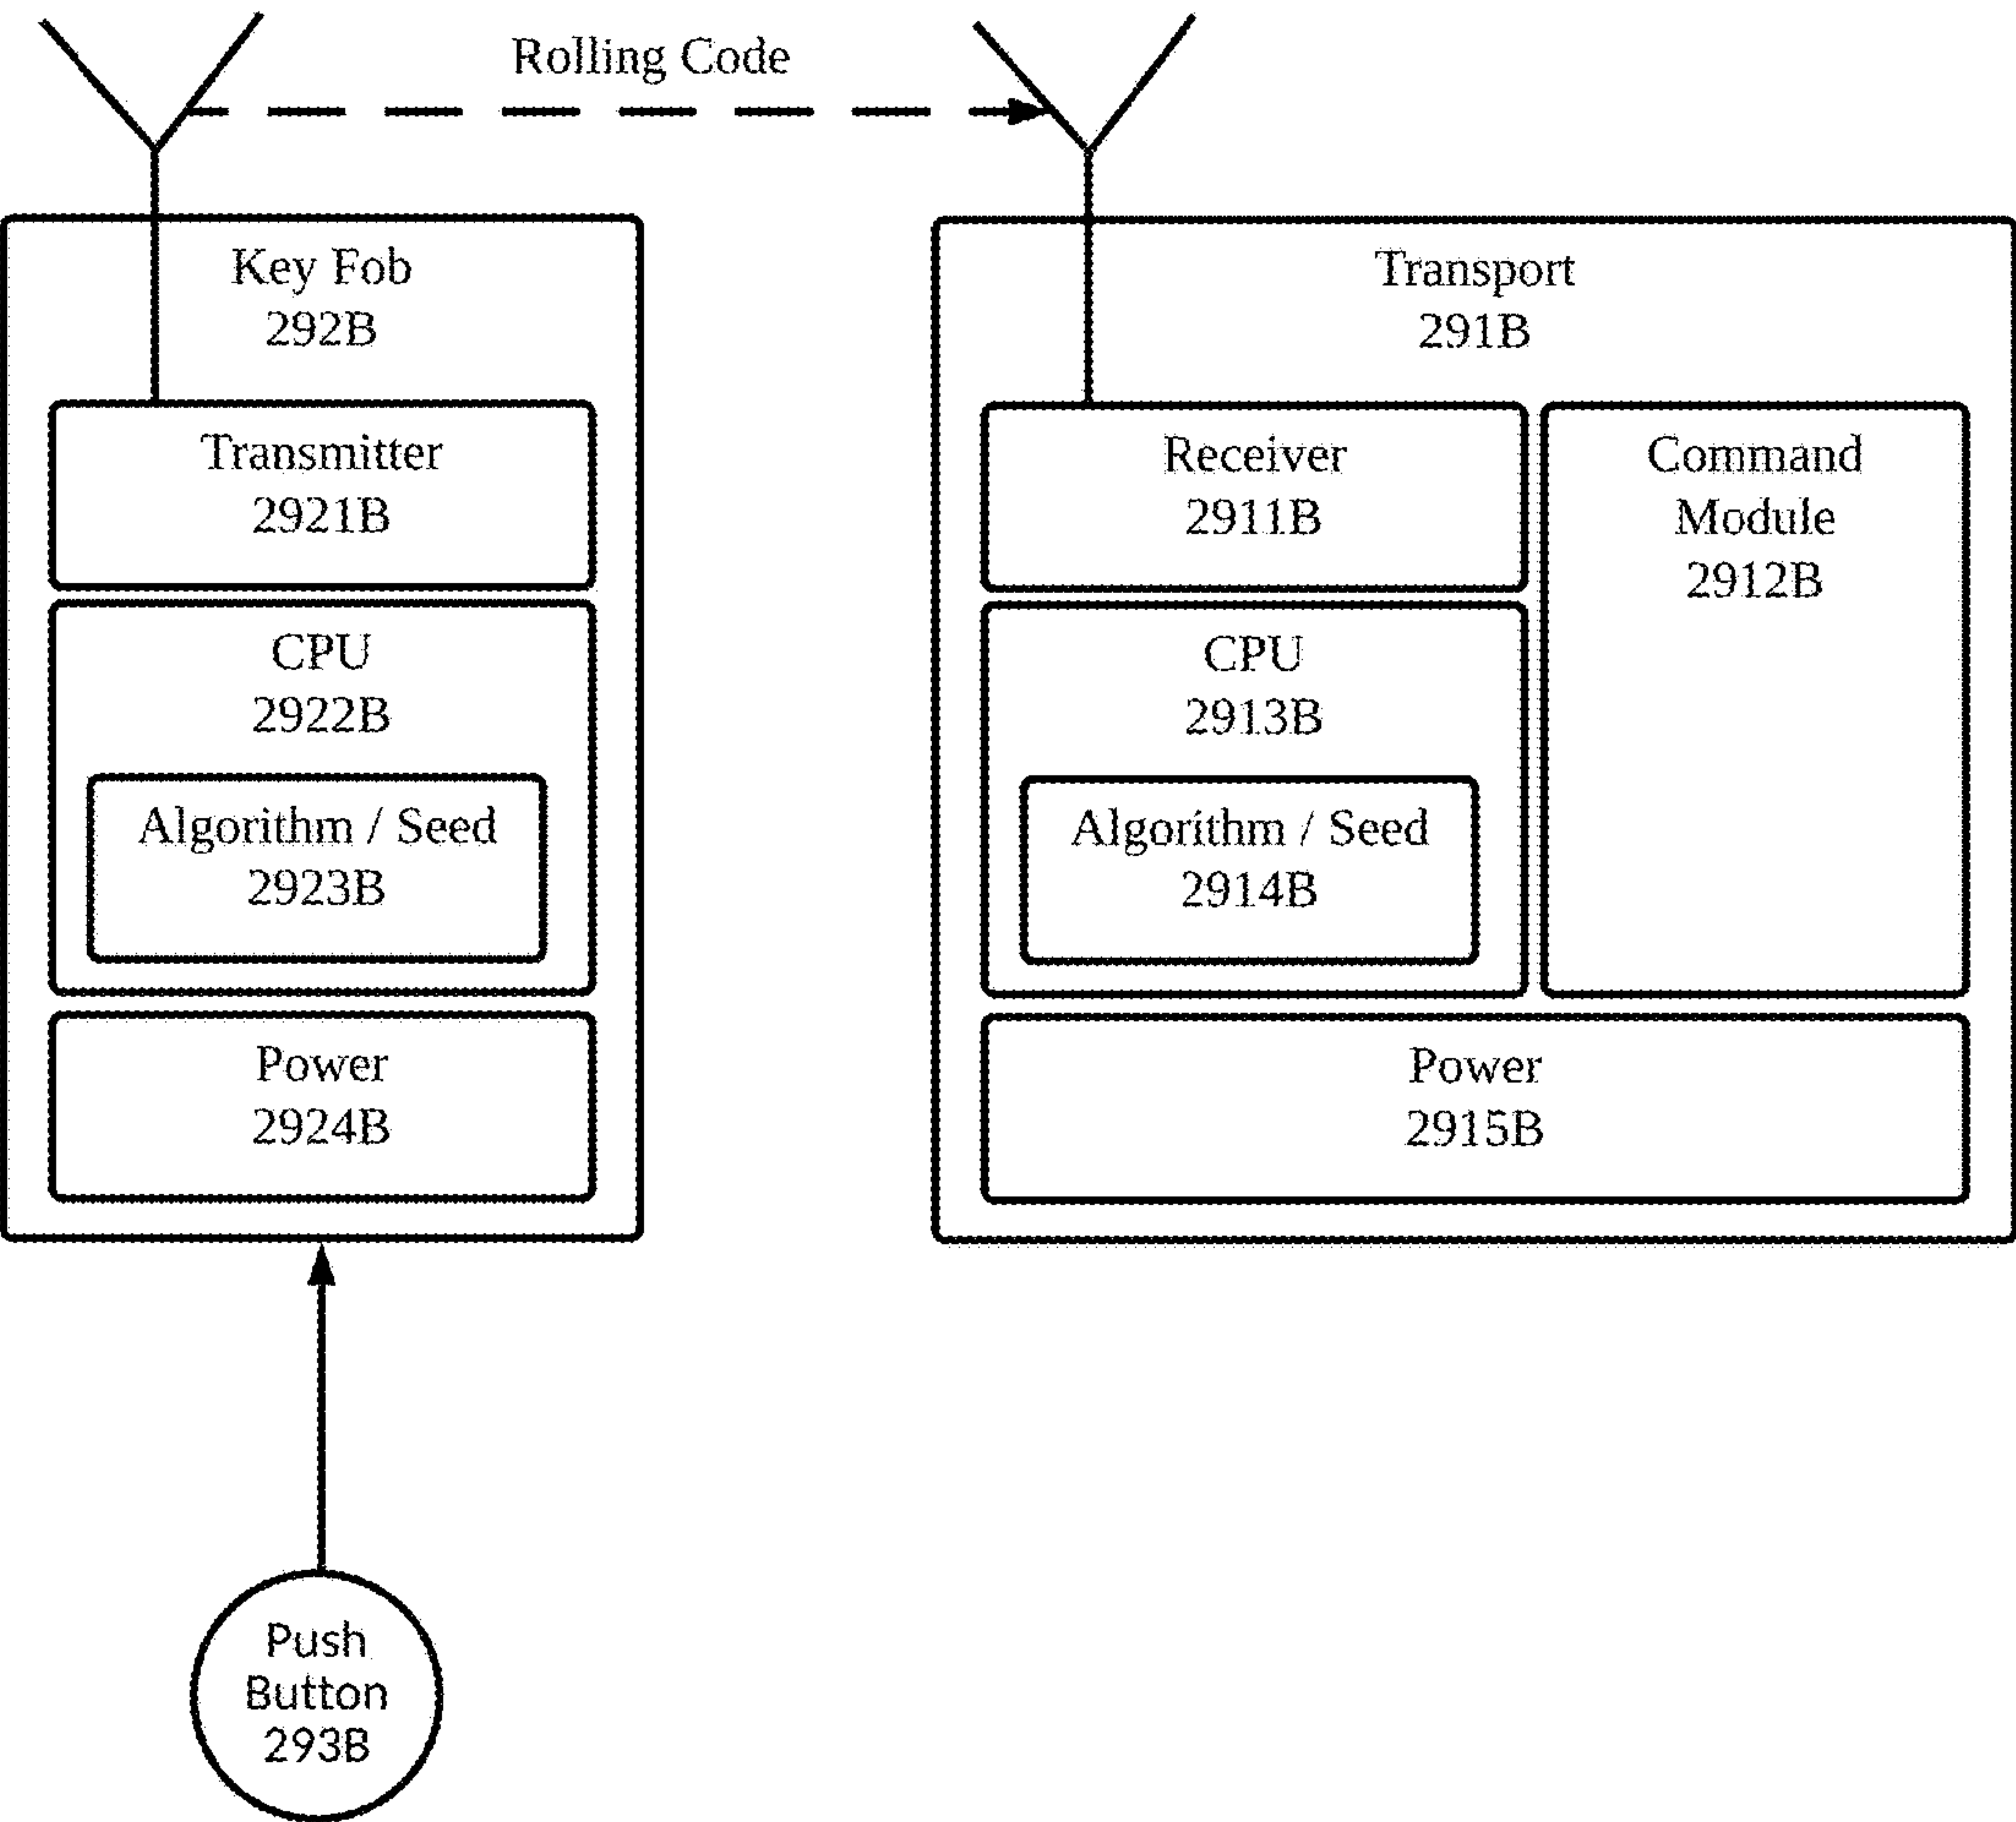 Rolling Code
Key Fob
292B
Transmitter
2921B
CPU
2922B
Algorithm / Seed
2923B
Power
2924B
Push
Button
293B
Transport
291B
Receiver
2911B
Command
Module
2912B
CPU
2913B
Algorithm / Seed
2914B
Power
2915B